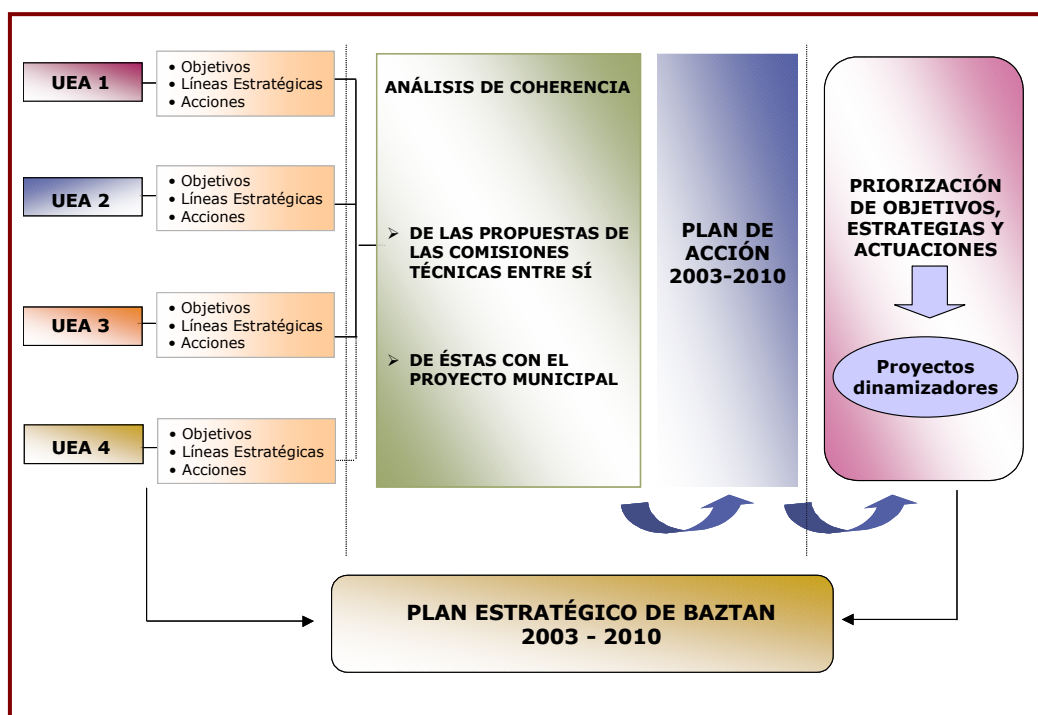 UEA 1
• Objetivos
• Líneas Estratégicas
• Acciones
UEA 2
• Objetivos
• Líneas Estratégicas
• Acciones
UEA 3
• Objetivos
• Líneas Estratégicas
• Acciones
UEA 4
• Objetivos
• Líneas Estratégicas
• Acciones
ANÁLISIS DE COHERENCIA
➢ DE LAS PROPUESTAS DE
LAS COMISIONES
TÉCNICAS ENTRE SÍ
➢ DE ÉSTAS CON EL
PROYECTO MUNICIPAL
PLAN DE
ACCIÓN
2003-2010
PRIORIZACIÓN
DE OBJETIVOS,
ESTRATEGIAS Y
ACTUACIONES
Proyectos
dinamizadores
PLAN ESTRATÉGICO DE BAZTAN
2003 - 2010